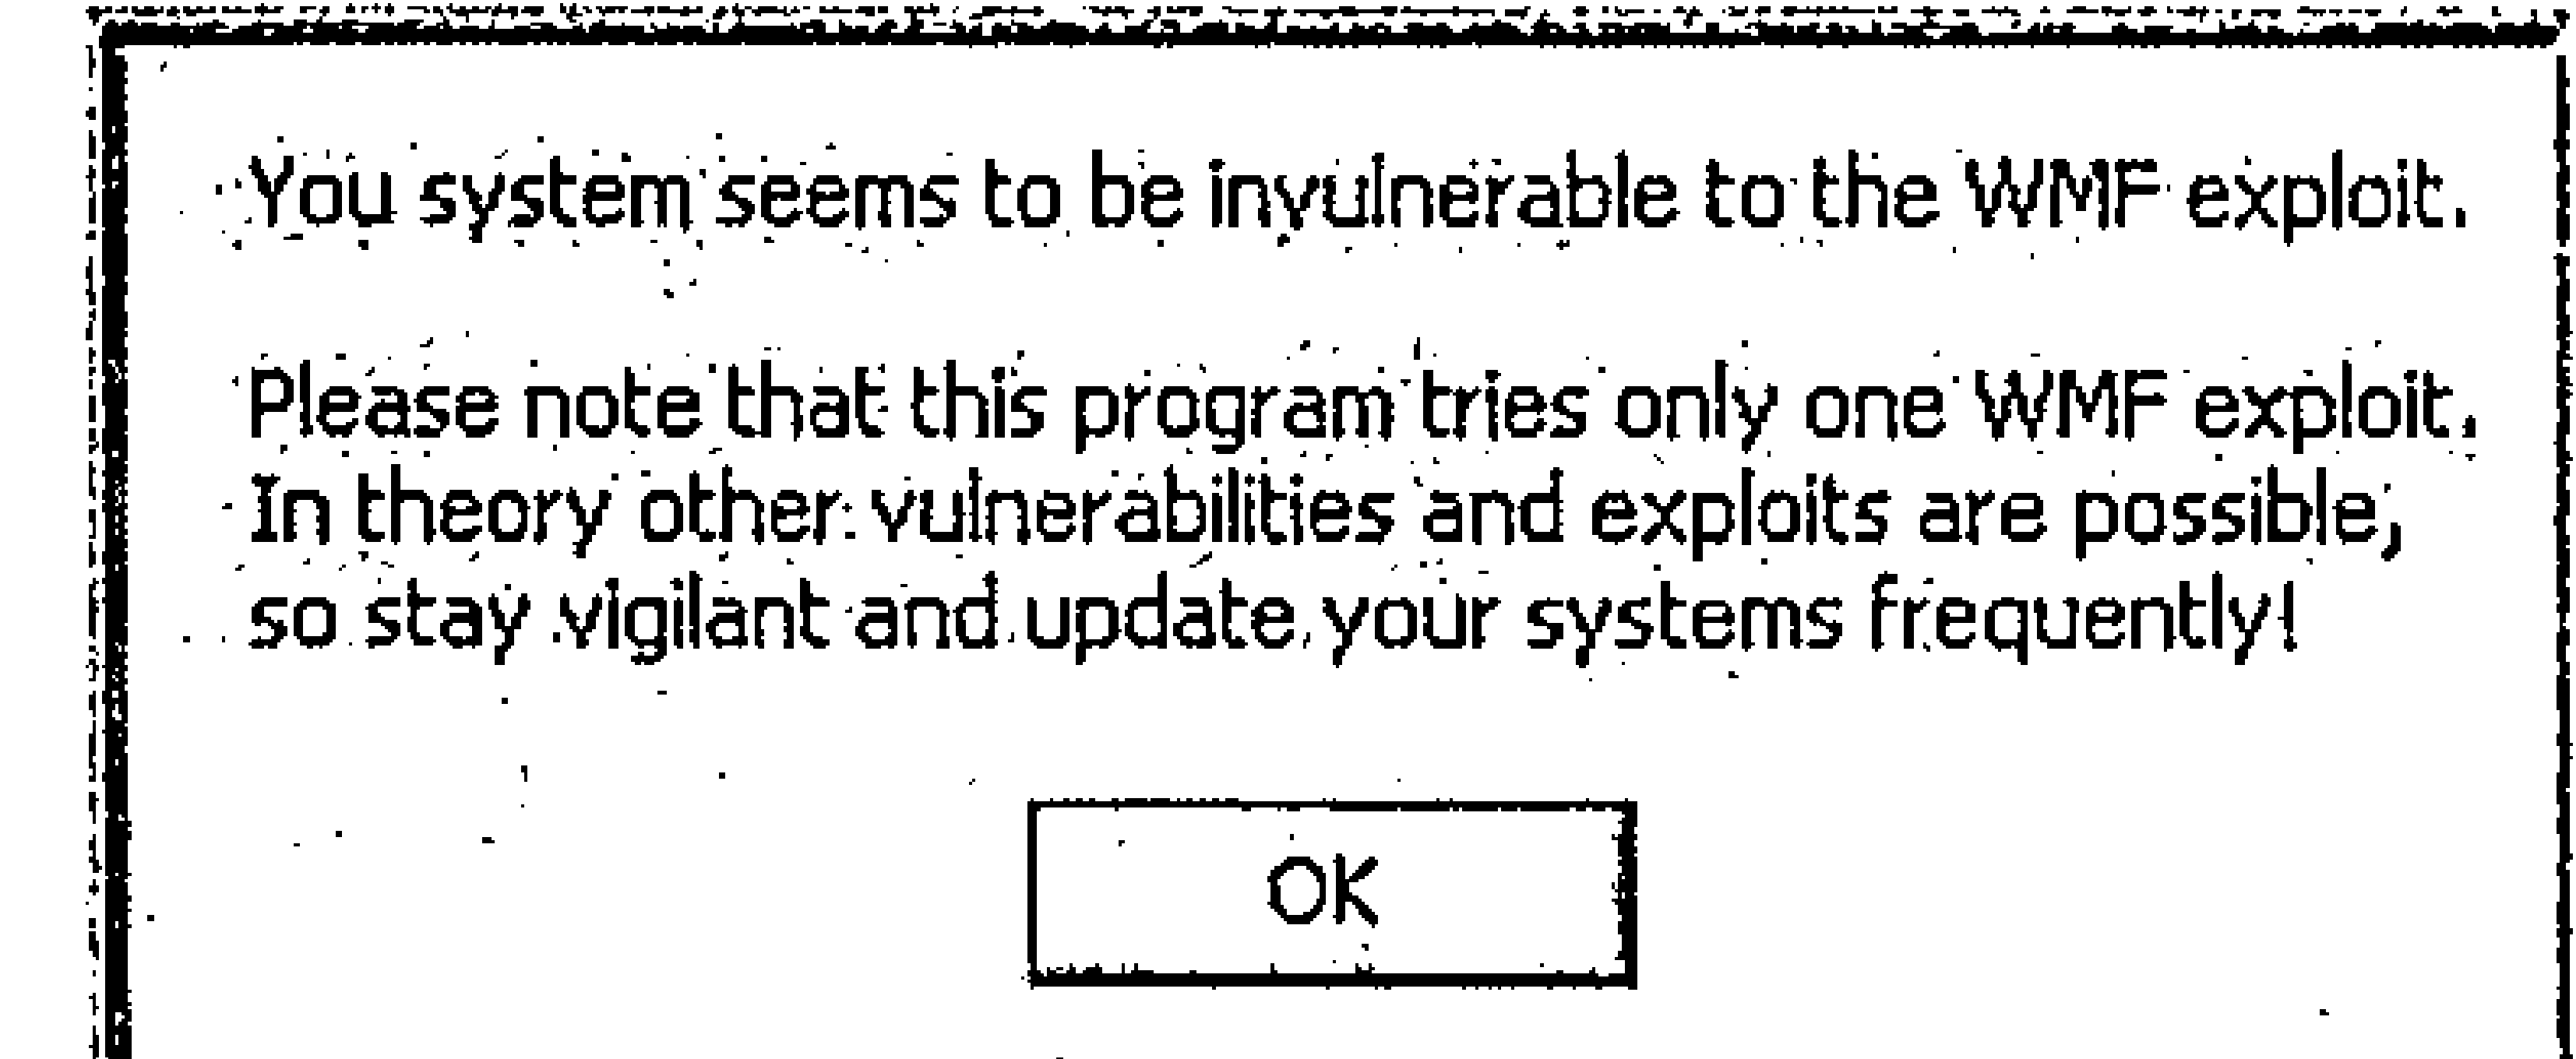 You system seems to be invulnerable to the WMF exploit.
Please note that this program tries only one WMF exploit.
In theory other vulnerabilities and exploits are possible,
so stay vigilant and update your systems frequently!
OK